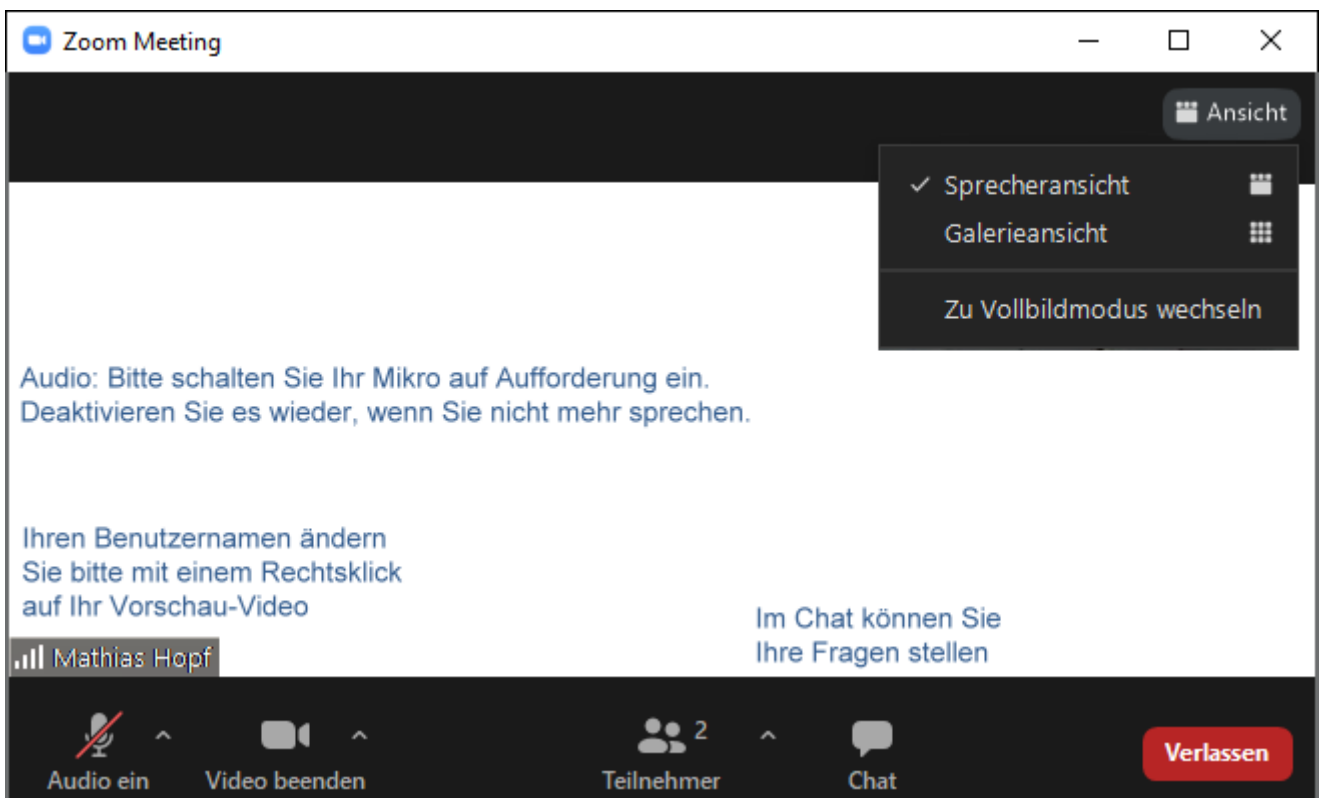 Zoom Meeting
Ansicht
Sprecheransicht
Galerieansicht
Zu Vollbildmodus wechseln
Audio: Bitte schalten Sie Ihr Mikro auf Aufforderung ein.
Deaktivieren Sie es wieder, wenn Sie nicht mehr sprechen.
Ihren Benutzernamen ändern
Sie bitte mit einem Rechtsklick
auf Ihr Vorschau-Video
Im Chat können Sie
Ihre Fragen stellen
Mathias Hopf
2
Audio ein
Video beenden
Teilnehmer
Chat
Verlassen